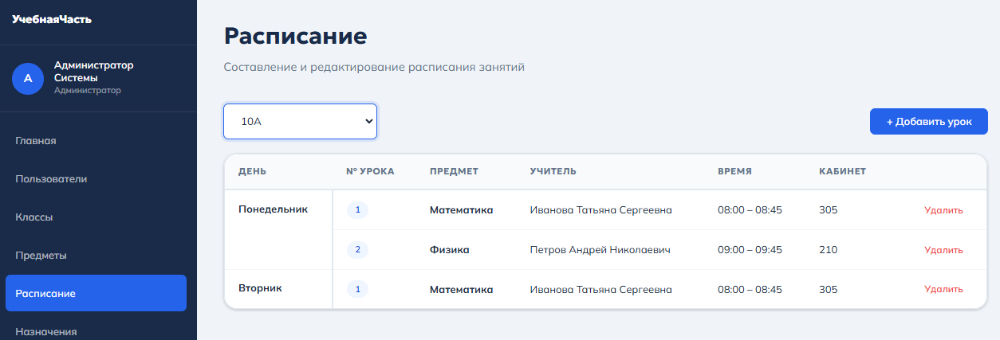 УчебнаяЧасть
А
Администратор
Системы
Администратор
Главная
Пользователи
Классы
Предметы
Расписание
Назначения
Расписание
Составление и редактирование расписания занятий
10А
+ Добавить урок
ДЕНЬ № УРОКА ПРЕДМЕТ УЧИТЕЛЬ ВРЕМЯ КАБИНЕТ
Понедельник 1 Математика Иванова Татьяна Сергеевна 08:00 – 08:45 305 Удалить
2 Физика Петров Андрей Николаевич 09:00 – 09:45 210 Удалить
Вторник 1 Математика Иванова Татьяна Сергеевна 08:00 – 08:45 305 Удалить